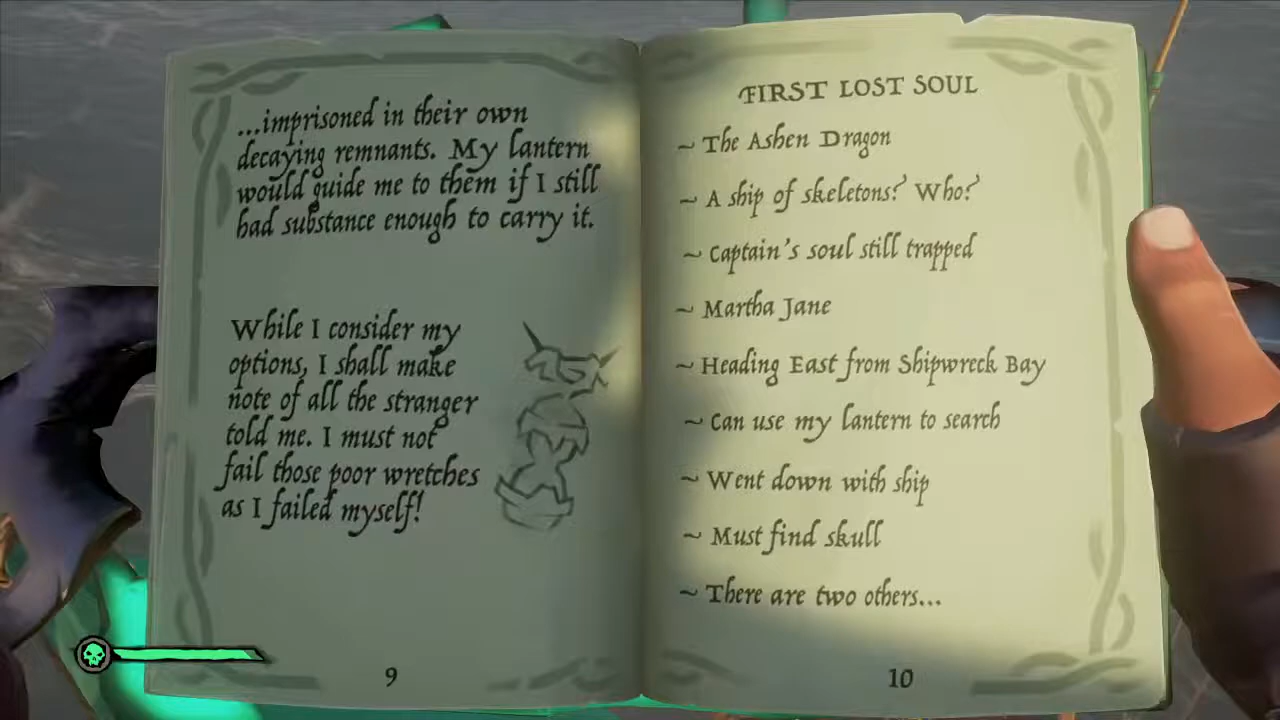 ...imprisoned in their own
decaying remnants. My lantern
would guide me to them if I still
had substance enough to carry it.
While I consider my
options, I shall make
note of all the stranger
told me. I must not
fail those poor wretches
as I failed myself!
9
FIRST LOST SOUL
~ The Ashen Dragon
~ A ship of skeletons? Who?
~ Captain's soul still trapped
~ Martha Jane
~ Heading East from Shipwreck Bay
~ Can use my lantern to search
~ Went down with ship
~ Must find skull
~ There are two others...
10